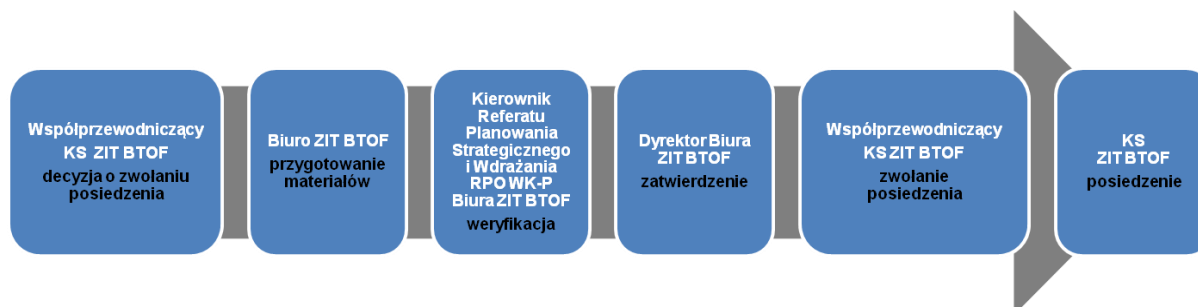 Współprzewodniczący
KS ZIT BTOF
decyzja o zwołaniu
posiedzenia
Biuro ZIT BTOF
przygotowanie
materiałów
Kierownik
Referatu
Planowania
Strategicznego
i Wdrażania
RPO WK-P
Biura ZIT BTOF
weryfikacja
Dyrektor Biura
ZIT BTOF
zatwierdzenie
Współprzewodniczący
KS ZIT BTOF
zwołanie
posiedzenia
KS
ZIT BTOF
posiedzenie